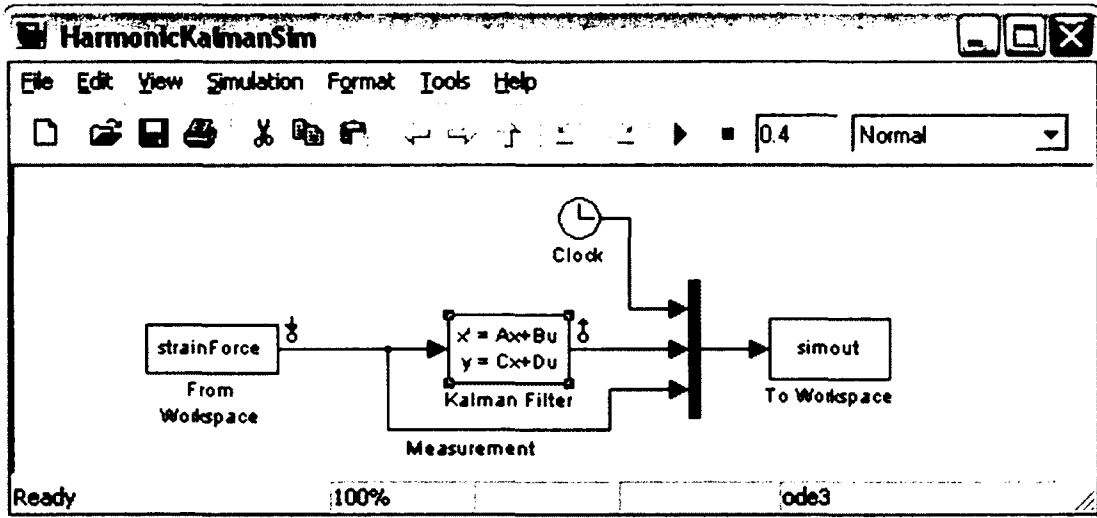 HarmonicKalmanSim
File Edit View Simulation Format Tools Help
0.4 Normal
Clock
strainForce
From
Workspace
x' = Ax+Bu
y = Cx+Du
Kalman Filter
Measurement
simout
To Workspace
Ready 100% ode3